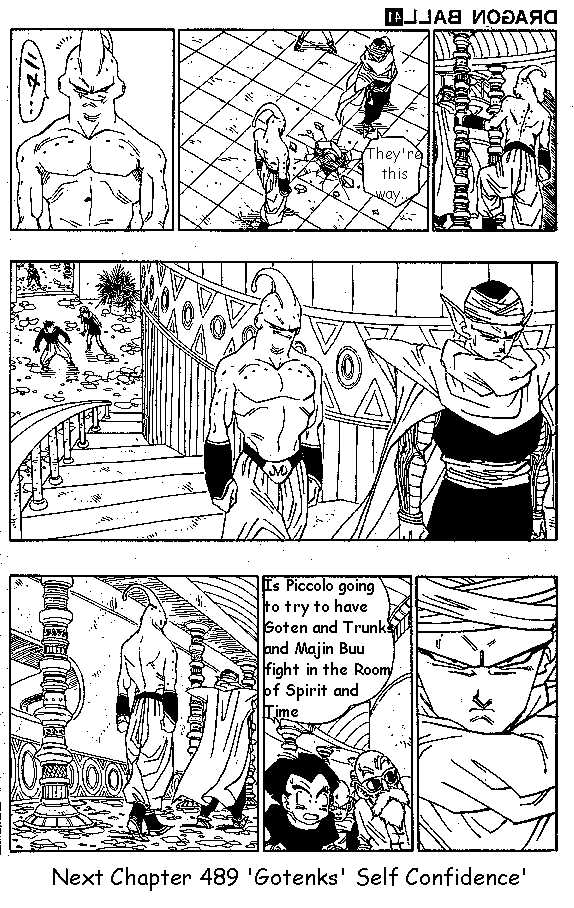 DRAGON BALL 41
They're
this
way..
Is Piccolo going
to try to have
Goten and Trunks
and Majin Buu
fight in the Room
of Spirit and
Time
Next Chapter 489 'Gotenks' Self Confidence'